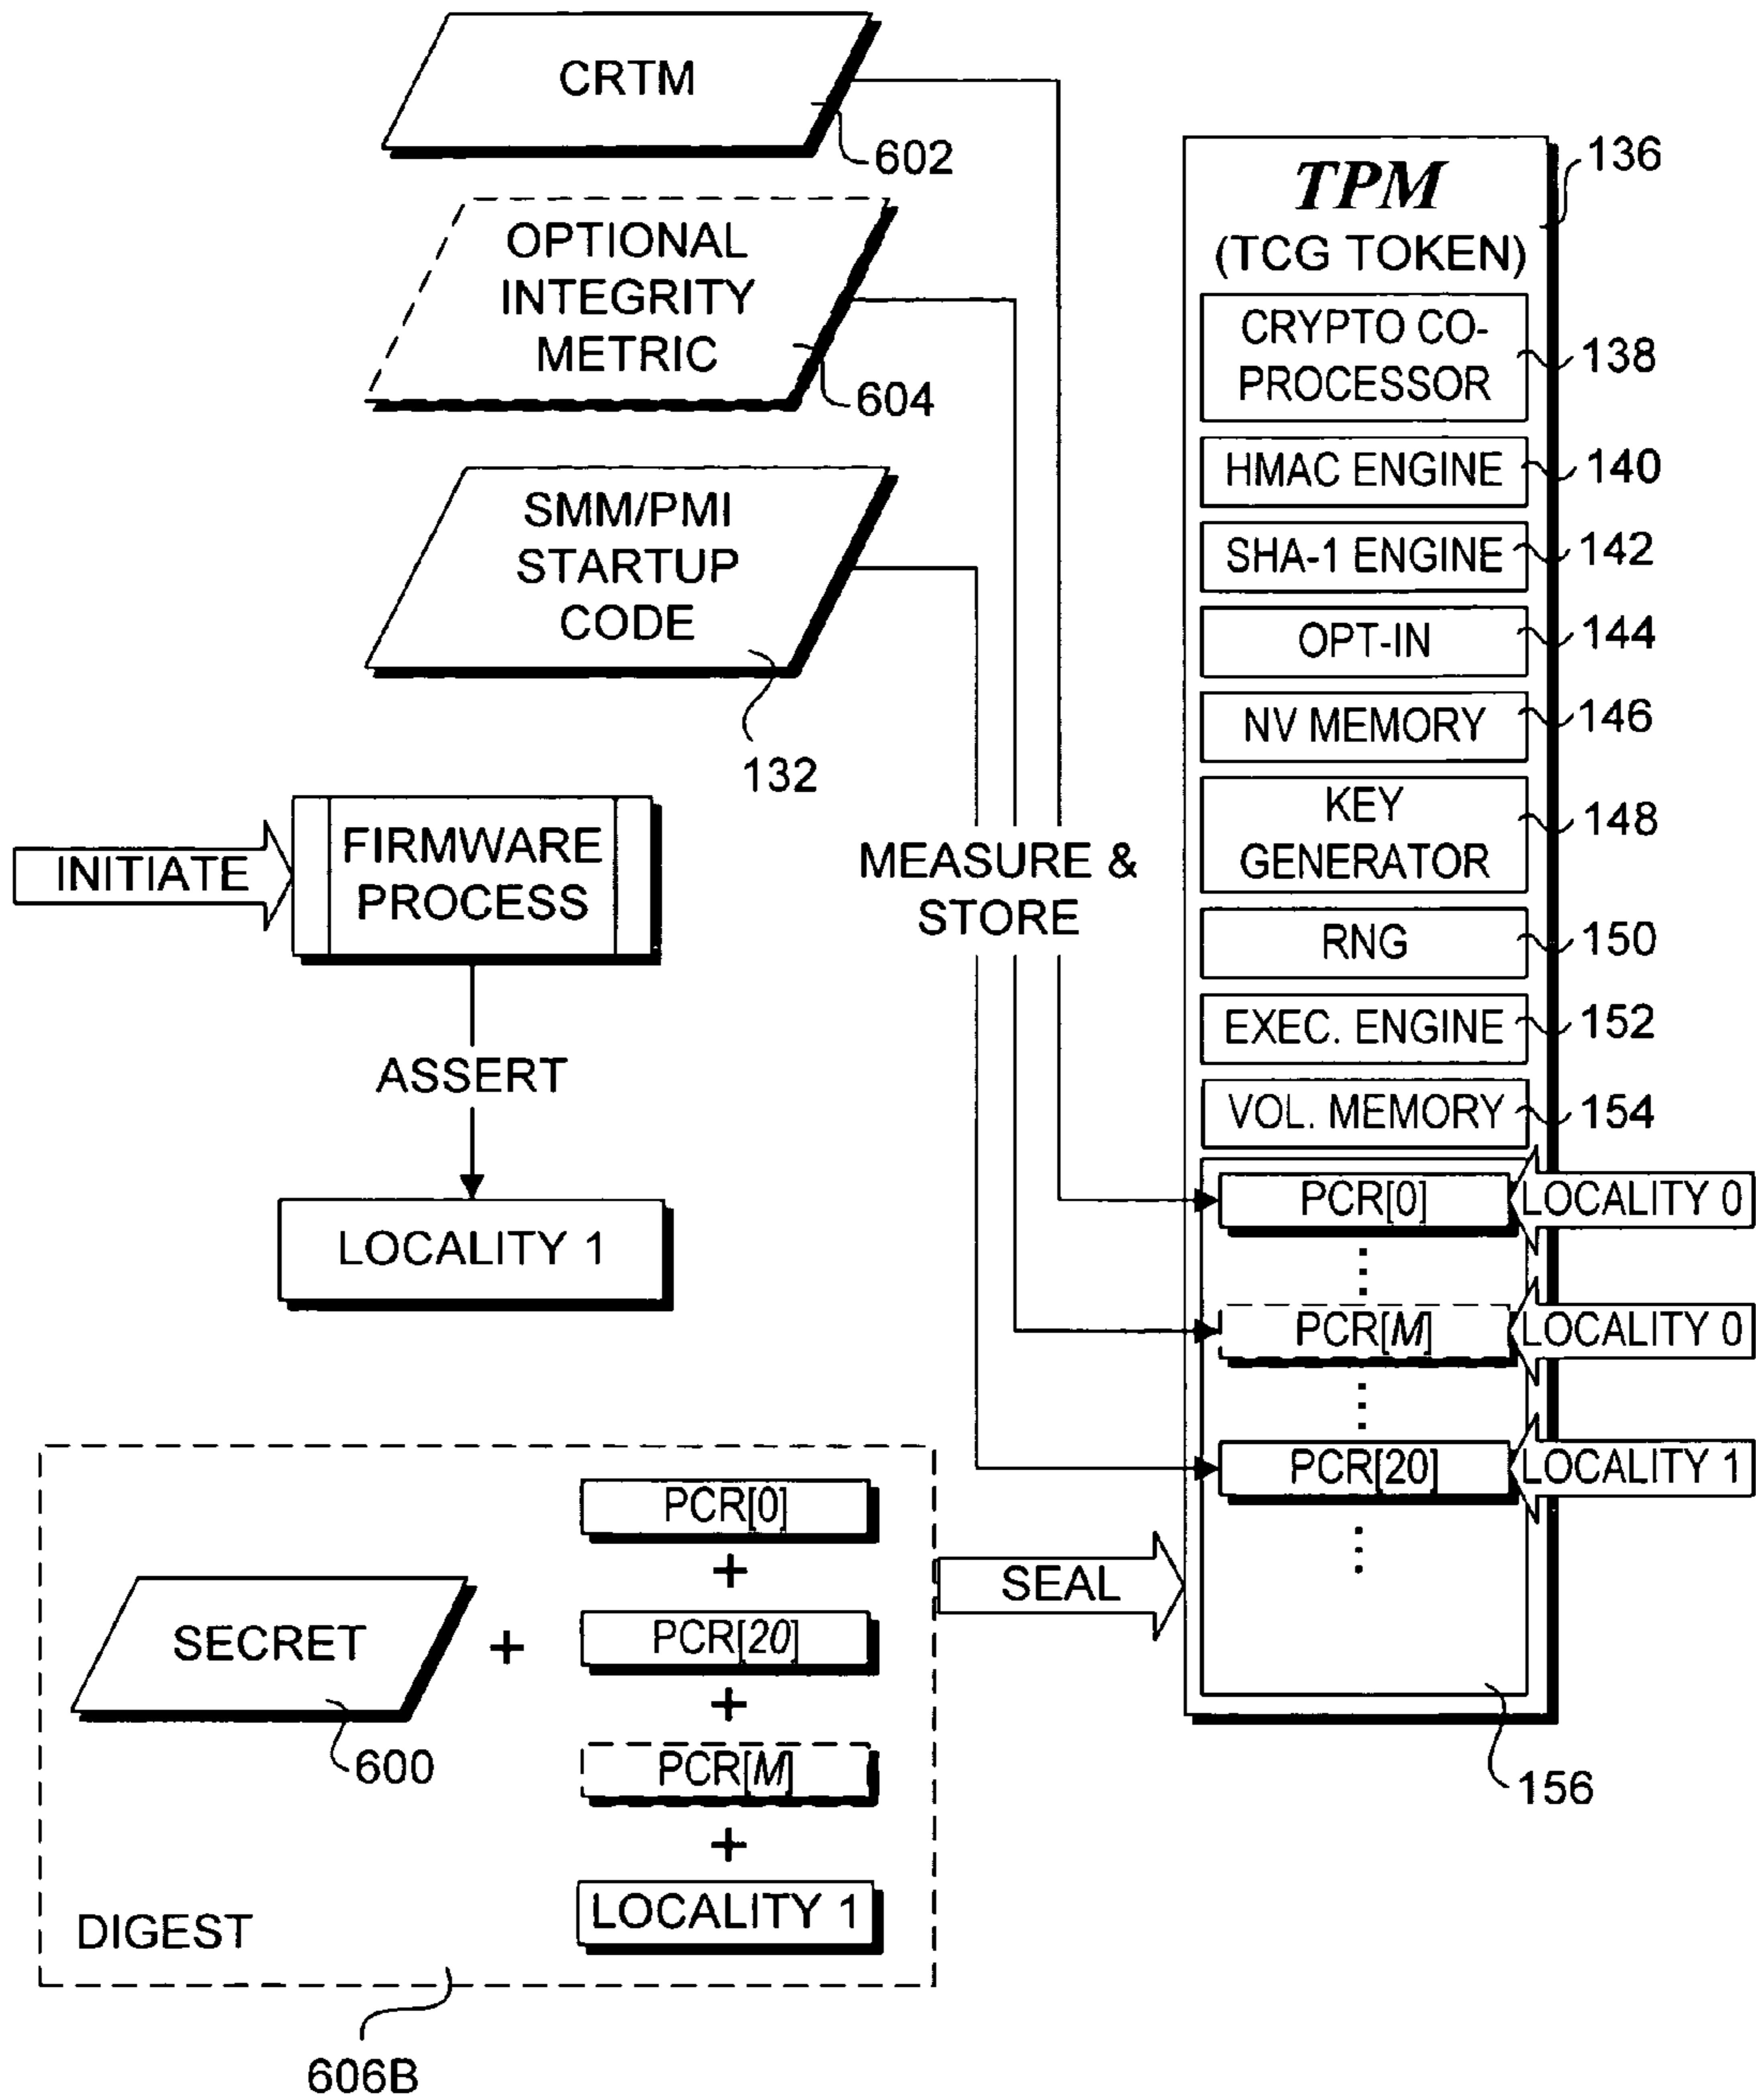 CRTM
602
OPTIONAL
INTEGRITY
METRIC
604
SMM/PMI
STARTUP
CODE
132
INITIATE
FIRMWARE
PROCESS
ASSERT
LOCALITY 1
MEASURE &
STORE
TPM
(TCG TOKEN)
136
CRYPTO CO-
PROCESSOR
138
HMAC ENGINE
140
SHA-1 ENGINE
142
OPT-IN
144
NV MEMORY
146
KEY
GENERATOR
148
RNG
150
EXEC. ENGINE
152
VOL. MEMORY
154
PCR[0]
LOCALITY 0
PCR[M]
LOCALITY 0
PCR[20]
LOCALITY 1
156
SECRET
600
+
PCR[0]
+
PCR[20]
+
PCR[M]
+
LOCALITY 1
DIGEST
606B
SEAL